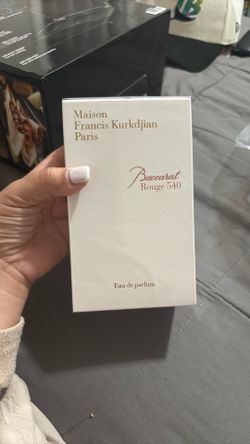 Maison
Francis Kurkdjian
Paris
Baccarat
Rouge 540
Eau de parfum